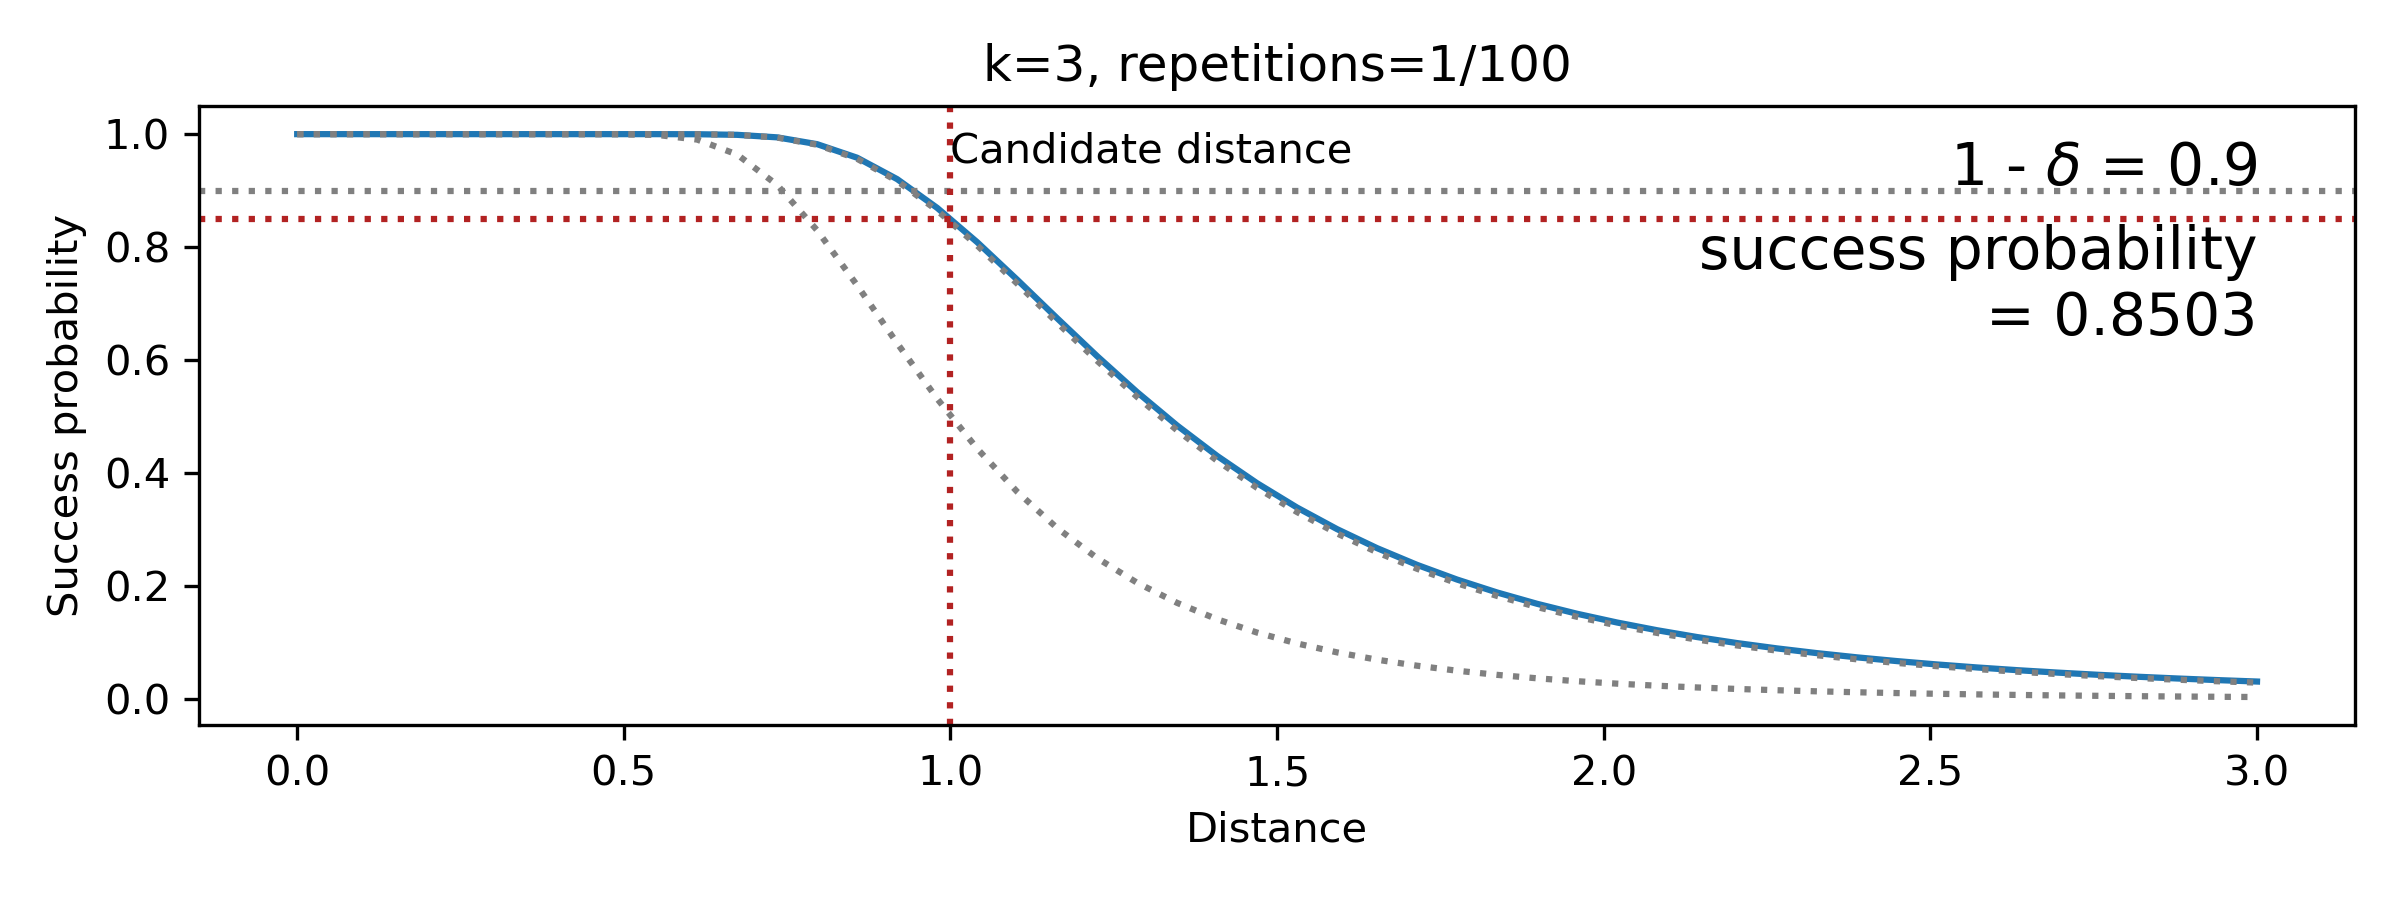 k=3, repetitions=1/100
Candidate distance
1 - δ = 0.9
success probability
= 0.8503
Success probability
1.0
0.8
0.6
0.4
0.2
0.0
0.0 0.5 1.0 1.5 2.0 2.5 3.0
Distance